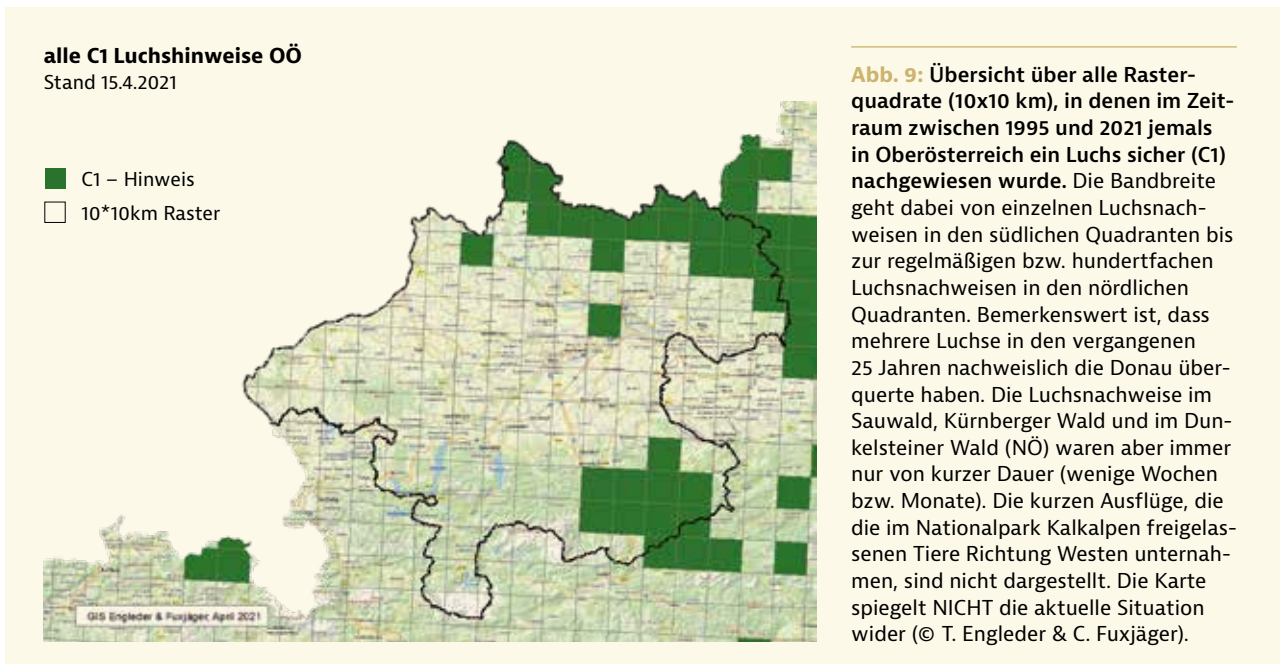 alle C1 Luchshinweise OÖ
Stand 15.4.2021
C1 – Hinweis
10*10km Raster
GIS Engleder & Fuxjäger, April 2021
Abb. 9: Übersicht über alle Raster-
quadrate (10x10 km), in denen im Zeit-
raum zwischen 1995 und 2021 jemals
in Oberösterreich ein Luchs sicher (C1)
nachgewiesen wurde. Die Bandbreite
geht dabei von einzelnen Luchsnach-
weisen in den südlichen Quadranten bis
zur regelmäßigen bzw. hundertfachen
Luchsnachweisen in den nördlichen
Quadranten. Bemerkenswert ist, dass
mehrere Luchse in den vergangenen
25 Jahren nachweislich die Donau über-
querte haben. Die Luchsnachweise im
Sauwald, Kürnberger Wald und im Dun-
kelsteiner Wald (NÖ) waren aber immer
nur von kurzer Dauer (wenige Wochen
bzw. Monate). Die kurzen Ausflüge, die
die im Nationalpark Kalkalpen freigelas-
senen Tiere Richtung Westen unternah-
men, sind nicht dargestellt. Die Karte
spiegelt NICHT die aktuelle Situation
wider (© T. Engleder & C. Fuxjäger).